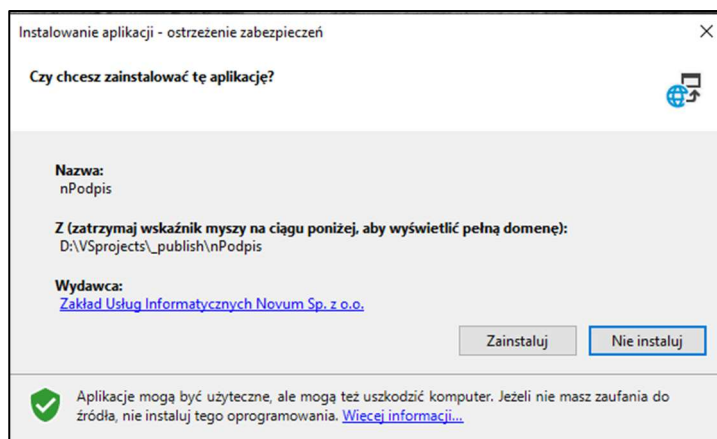 Instalowanie aplikacji - ostrzeżenie zabezpieczeń
Czy chcesz zainstalować tę aplikację?
Nazwa:
nPodpis
Z (zatrzymaj wskaźnik myszy na ciągu poniżej, aby wyświetlić pełną domenę):
D:\VSprojects\_publish\nPodpis
Wydawca:
Zakład Usług Informatycznych Novum Sp. z o.o.
Zainstaluj
Nie instaluj
Aplikacje mogą być użyteczne, ale mogą też uszkodzić komputer. Jeżeli nie masz zaufania do
źródła, nie instaluj tego oprogramowania. Więcej informacji...